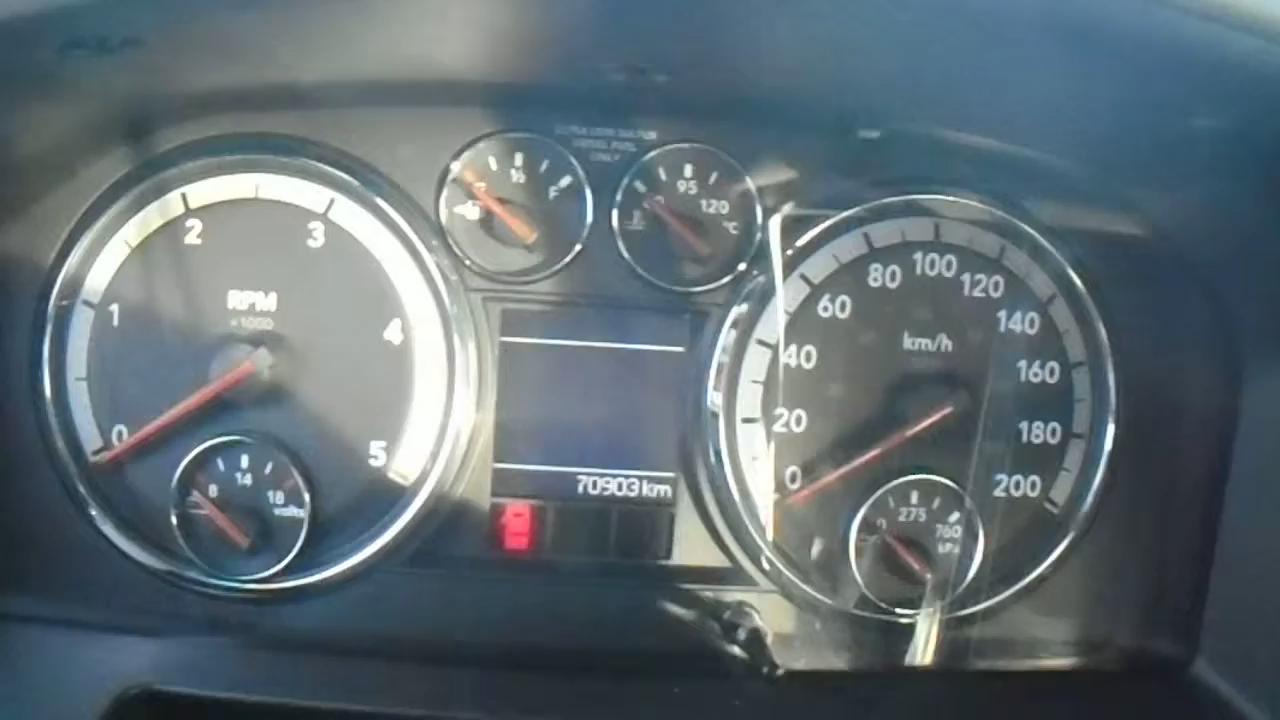 ULTRA LOW SULFUR
DIESEL FUEL
ONLY
1
2
3
4
5
0
RPM
×1000
8
14
18
volts
½
F
95
120
°C
70903 km
0
20
40
60
80
100
120
140
160
180
200
km/h
0
275
760
kPa